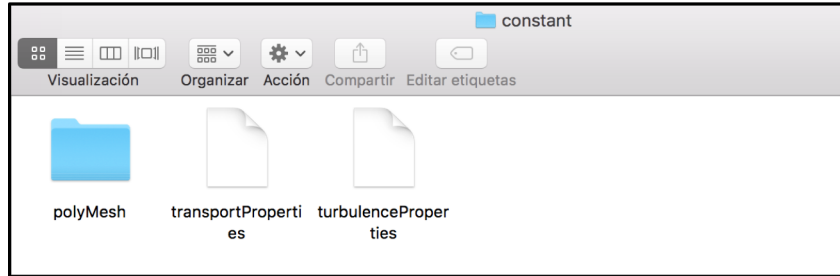 constant
Visualización Organizar Acción Compartir Editar etiquetas
polyMesh transportProperti turbulenceProper
es ties